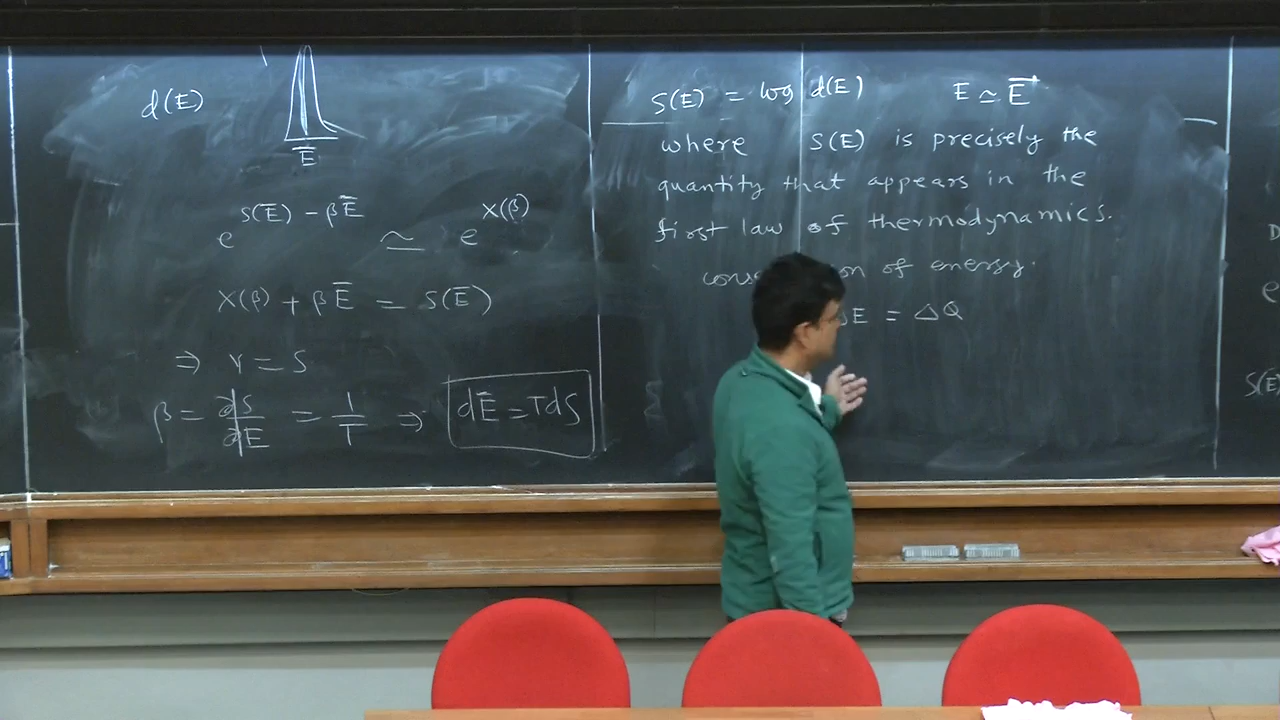 d(E)
E̅
e^{S(E̅) − βE̅} ≃ e^{X(β)}
X(β) + βE̅ = S(E̅)
⇒ γ = S
β = ∂S/∂E = 1/T ⇒ dE̅ = TdS
S(E) = log d(E) E ≃ E̅
where S(E) is precisely the
quantity that appears in the
first law of thermodynamics.
of energy.
E = ΔQ
S(E